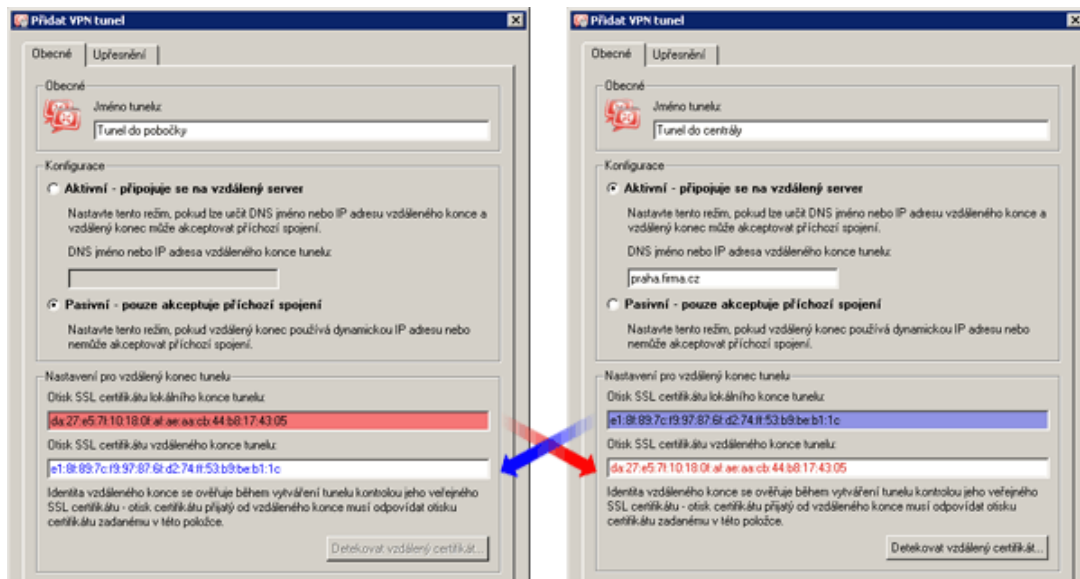 Přidat VPN tunel
Obecné
Upřesnění
Obecné
Jméno tunelu:
Tunel do pobočky
Konfigurace
Aktivní - připojuje se na vzdálený server
Nastavte tento režim, pokud lze určit DNS jméno nebo IP adresu vzdáleného konce a
vzdálený konec může akceptovat příchozí spojení.
DNS jméno nebo IP adresa vzdáleného konce tunelu:
Pasivní - pouze akceptuje příchozí spojení
Nastavte tento režim, pokud vzdálený konec používá dynamickou IP adresu nebo
nemůže akceptovat příchozí spojení.
Nastavení pro vzdálený konec tunelu
Otisk SSL certifikátu lokálního konce tunelu:
da:27:e5:7f:10:18:0f:af:ae:aa:cb:44:b8:17:43:05
Otisk SSL certifikátu vzdáleného konce tunelu:
e1:8f:89:7c:f9:97:87:6f:d2:74:ff:53:b9:be:b1:1c
Identita vzdáleného konce se ověřuje během vytváření tunelu kontrolou jeho veřejného
SSL certifikátu - otisk certifikátu přijatý od vzdáleného konce musí odpovídat otisku
certifikátu zadanému v této položce.
Detekovat vzdálený certifikát...
Přidat VPN tunel
Obecné
Upřesnění
Obecné
Jméno tunelu:
Tunel do centrály
Konfigurace
Aktivní - připojuje se na vzdálený server
Nastavte tento režim, pokud lze určit DNS jméno nebo IP adresu vzdáleného konce a
vzdálený konec může akceptovat příchozí spojení.
DNS jméno nebo IP adresa vzdáleného konce tunelu:
praha.firma.cz
Pasivní - pouze akceptuje příchozí spojení
Nastavte tento režim, pokud vzdálený konec používá dynamickou IP adresu nebo
nemůže akceptovat příchozí spojení.
Nastavení pro vzdálený konec tunelu
Otisk SSL certifikátu lokálního konce tunelu:
e1:8f:89:7c:f9:97:87:6f:d2:74:ff:53:b9:be:b1:1c
Otisk SSL certifikátu vzdáleného konce tunelu:
da:27:e5:7f:10:18:0f:af:ae:aa:cb:44:b8:17:43:05
Identita vzdáleného konce se ověřuje během vytváření tunelu kontrolou jeho veřejného
SSL certifikátu - otisk certifikátu přijatý od vzdáleného konce musí odpovídat otisku
certifikátu zadanému v této položce.
Detekovat vzdálený certifikát...